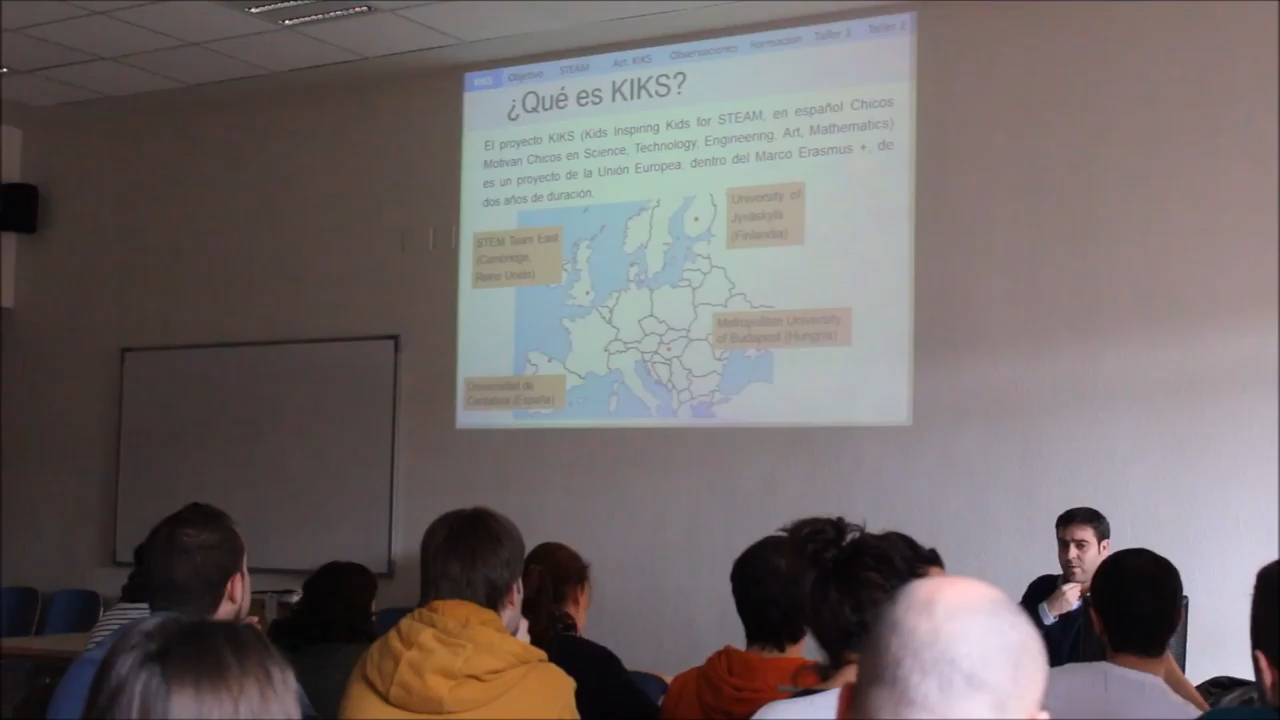 KIKS Objetivo STEAM Act. KIKS Observaciones Formacion Taller 1 Taller 2
¿Qué es KIKS?
El proyecto KIKS (Kids Inspiring Kids for STEAM, en español Chicos
Motivan Chicos en Science, Technology, Engineering, Art, Mathematics)
es un proyecto de la Unión Europea, dentro del Marco Erasmus +, de
dos años de duración.
University of
Jyväskylä
(Finlandia)
STEM Team East
(Cambridge,
Reino Unido)
Metropolitan University
of Budapest (Hungría)
Universidad de
Cantabria (España)